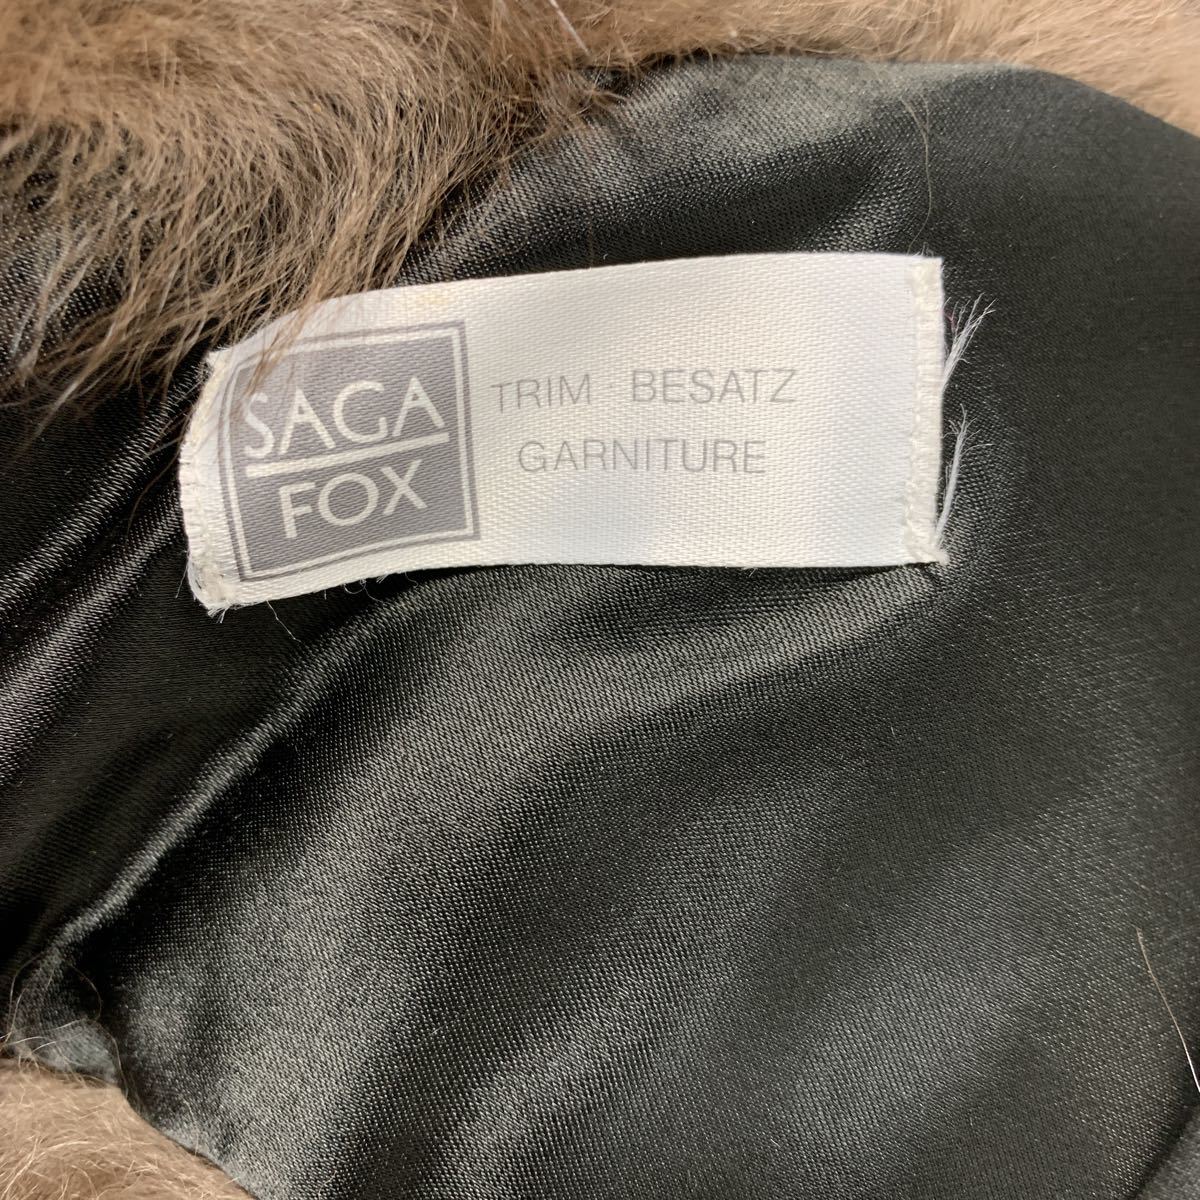 SAGA
FOX
TRIM BESATZ
GARNITURE